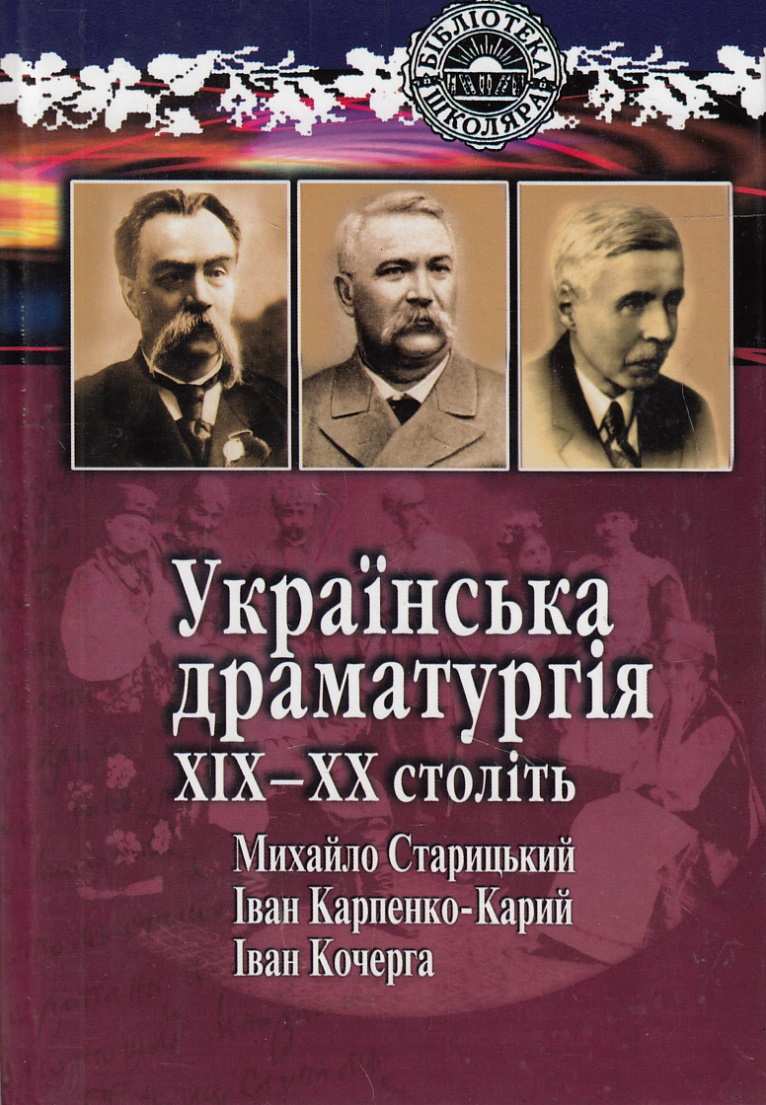 БІБЛІОТЕКА
ШКОЛЯРА
Українська
драматургія
XIX–XX століть
Михайло Старицький
Іван Карпенко-Карий
Іван Кочерга